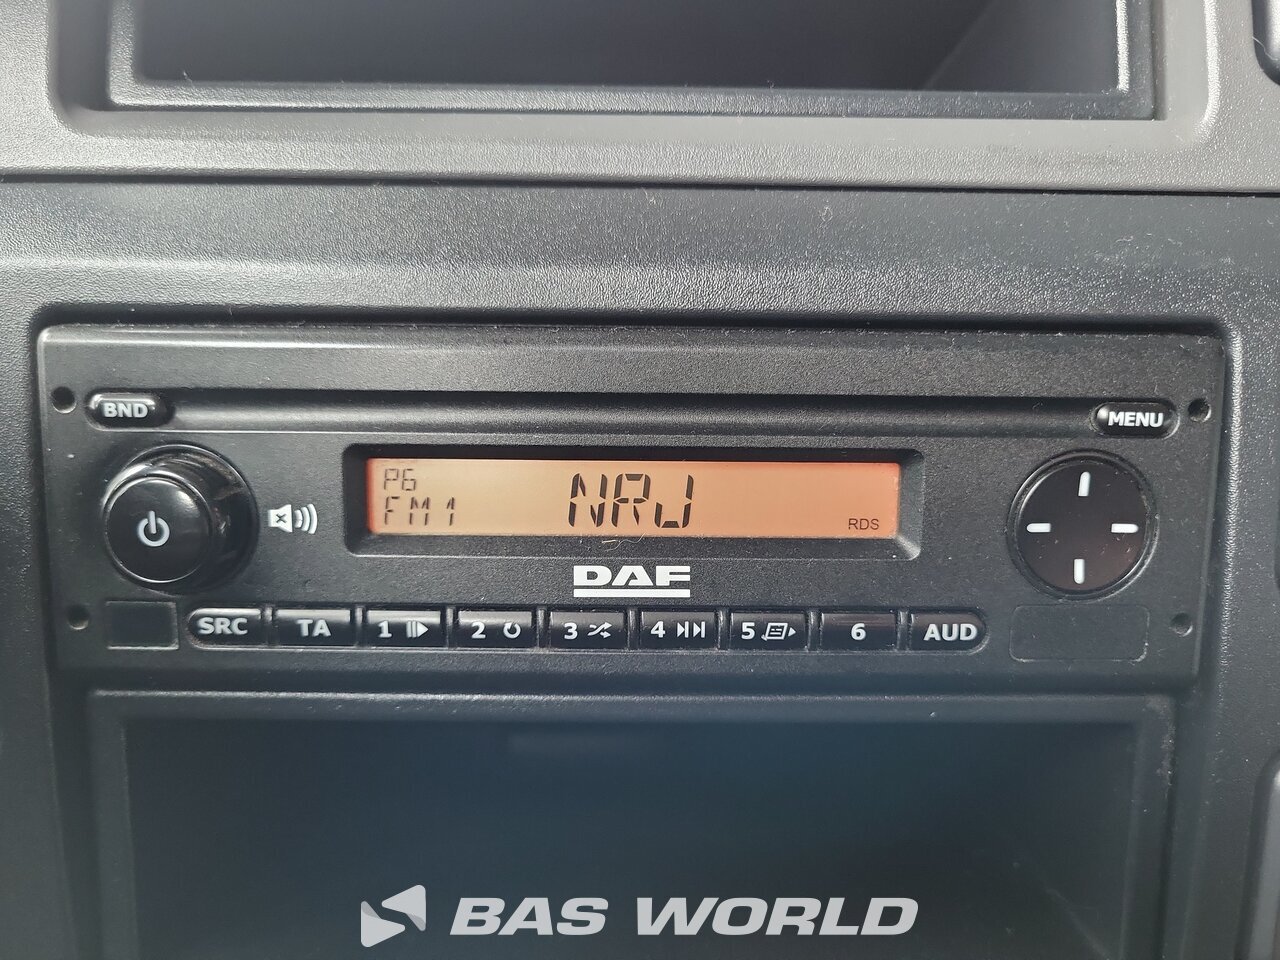 BND
MENU
P6
FM1
NRJ
RDS
DAF
SRC TA 1 2 3 4 5 6 AUD
BAS WORLD